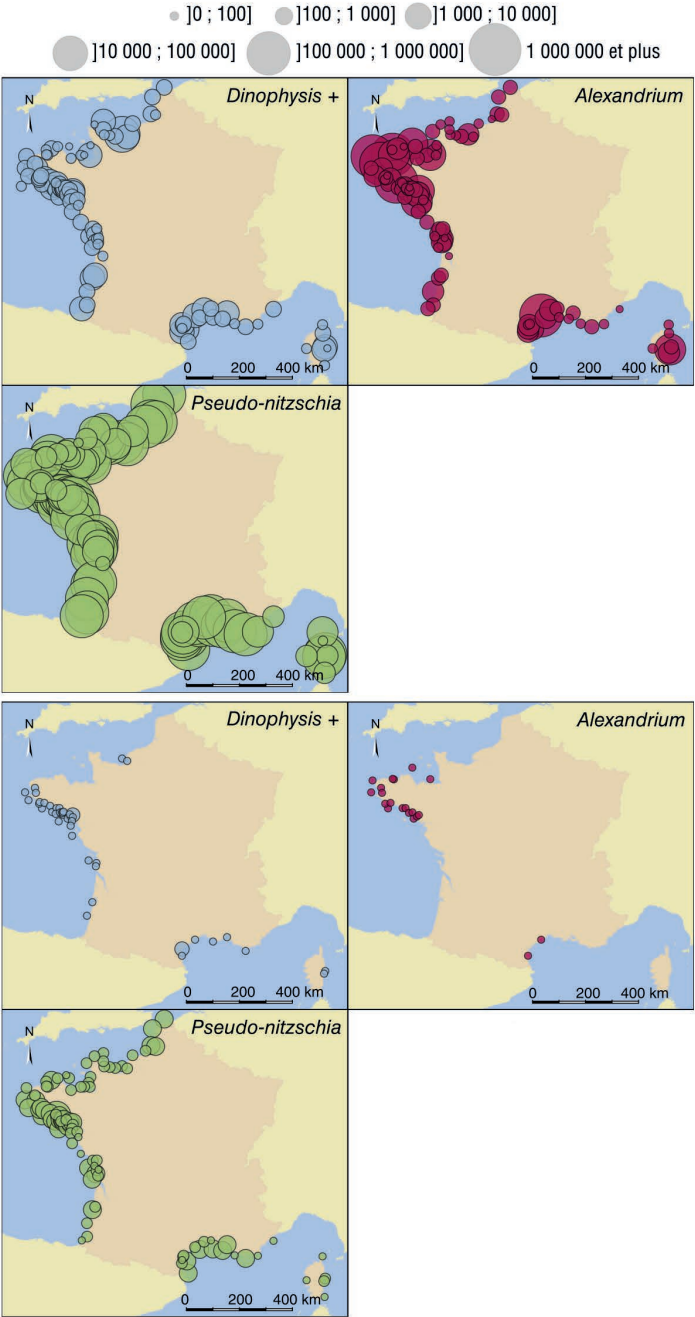 ]0 ; 100] ]100 ; 1 000] ]1 000 ; 10 000]
]10 000 ; 100 000] ]100 000 ; 1 000 000] 1 000 000 et plus
N Dinophysis +
0 200 400 km
N Alexandrium
0 200 400 km
N Pseudo-nitzschia
0 200 400 km
N Dinophysis +
0 200 400 km
N Alexandrium
0 200 400 km
N Pseudo-nitzschia
0 200 400 km